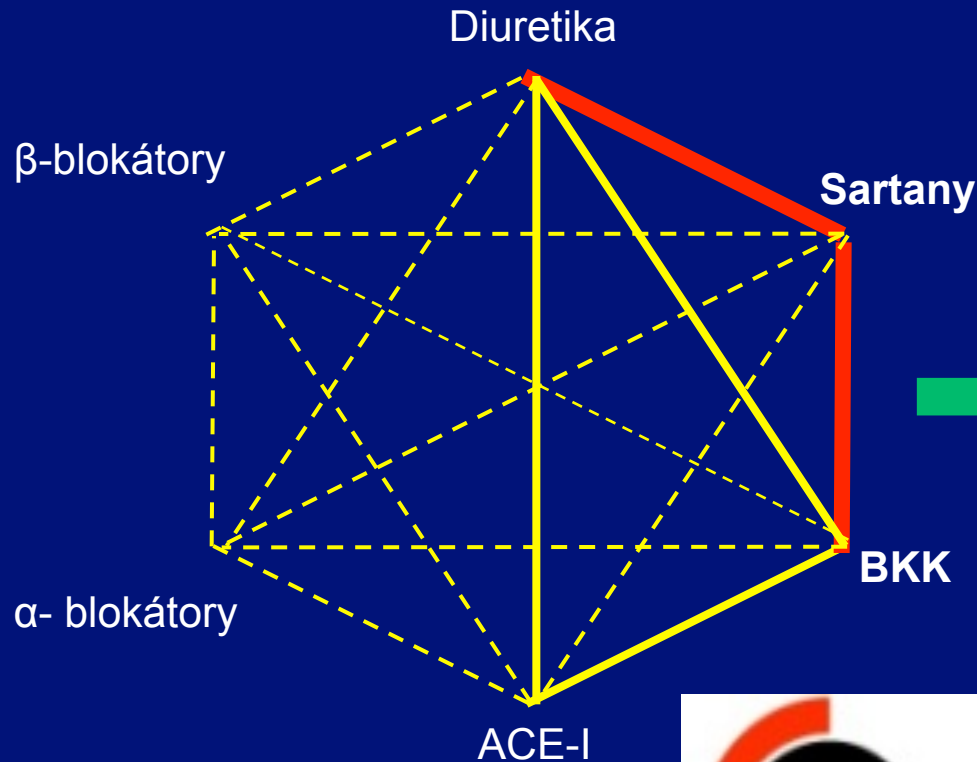 Diuretika
β-blokátory
Sartany
BKK
α- blokátory
ACE-I